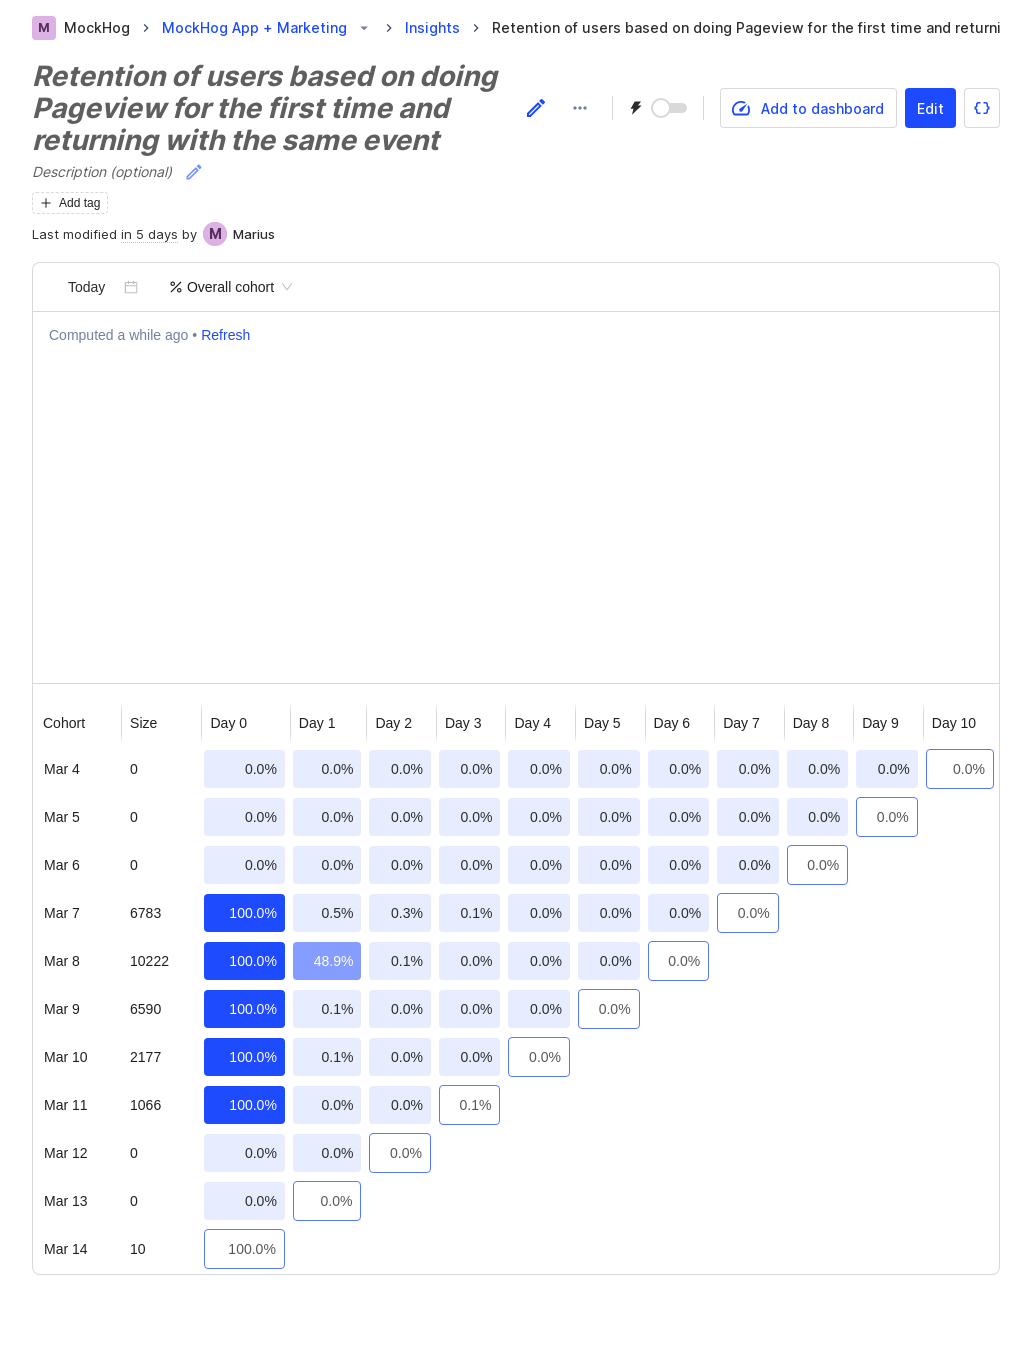 M MockHog > MockHog App + Marketing > Insights > Retention of users based on doing Pageview for the first time and returni
Retention of users based on doing
Pageview for the first time and
returning with the same event
Add to dashboard Edit {}
Description (optional)
+ Add tag
Last modified in 5 days by M Marius
Today % Overall cohort
Computed a while ago • Refresh
Cohort Size Day 0 Day 1 Day 2 Day 3 Day 4 Day 5 Day 6 Day 7 Day 8 Day 9 Day 10
Mar 4 0 0.0% 0.0% 0.0% 0.0% 0.0% 0.0% 0.0% 0.0% 0.0% 0.0% 0.0%
Mar 5 0 0.0% 0.0% 0.0% 0.0% 0.0% 0.0% 0.0% 0.0% 0.0% 0.0%
Mar 6 0 0.0% 0.0% 0.0% 0.0% 0.0% 0.0% 0.0% 0.0% 0.0%
Mar 7 6783 100.0% 0.5% 0.3% 0.1% 0.0% 0.0% 0.0% 0.0%
Mar 8 10222 100.0% 48.9% 0.1% 0.0% 0.0% 0.0% 0.0%
Mar 9 6590 100.0% 0.1% 0.0% 0.0% 0.0% 0.0%
Mar 10 2177 100.0% 0.1% 0.0% 0.0% 0.0%
Mar 11 1066 100.0% 0.0% 0.0% 0.1%
Mar 12 0 0.0% 0.0% 0.0%
Mar 13 0 0.0% 0.0%
Mar 14 10 100.0%